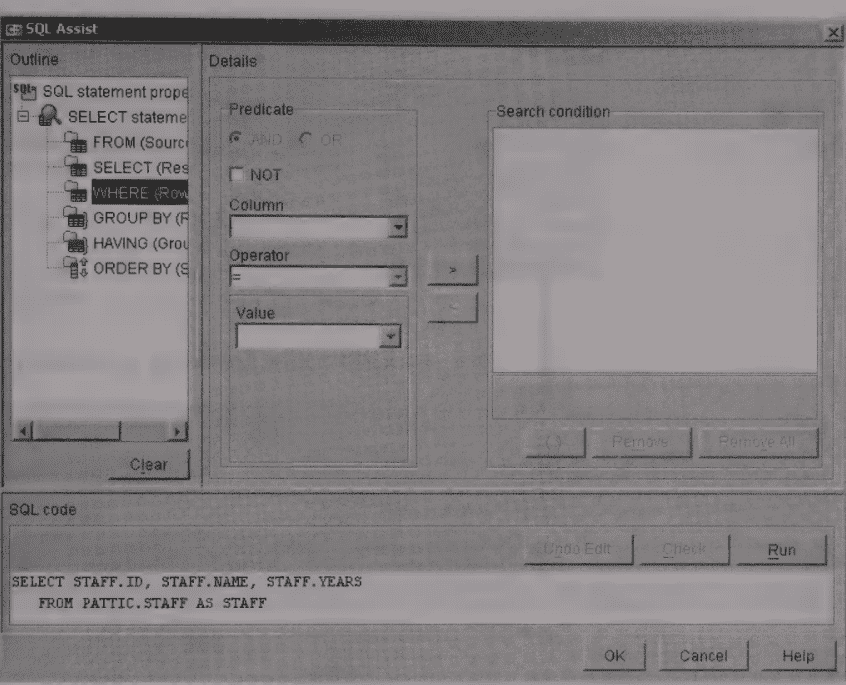 SQL Assist
Outline
SQL statement prope
SELECT stateme
FROM (Sourc
SELECT (Res
WHERE (Row
GROUP BY (R
HAVING (Grou
ORDER BY (S
Clear
Details
Predicate
AND OR
NOT
Column
Operator
=
Value
>
<
Search condition
( ) Remove Remove All
SQL code
Undo Edit Check Run
SELECT STAFF.ID, STAFF.NAME, STAFF.YEARS
FROM PATTIC.STAFF AS STAFF
OK Cancel Help